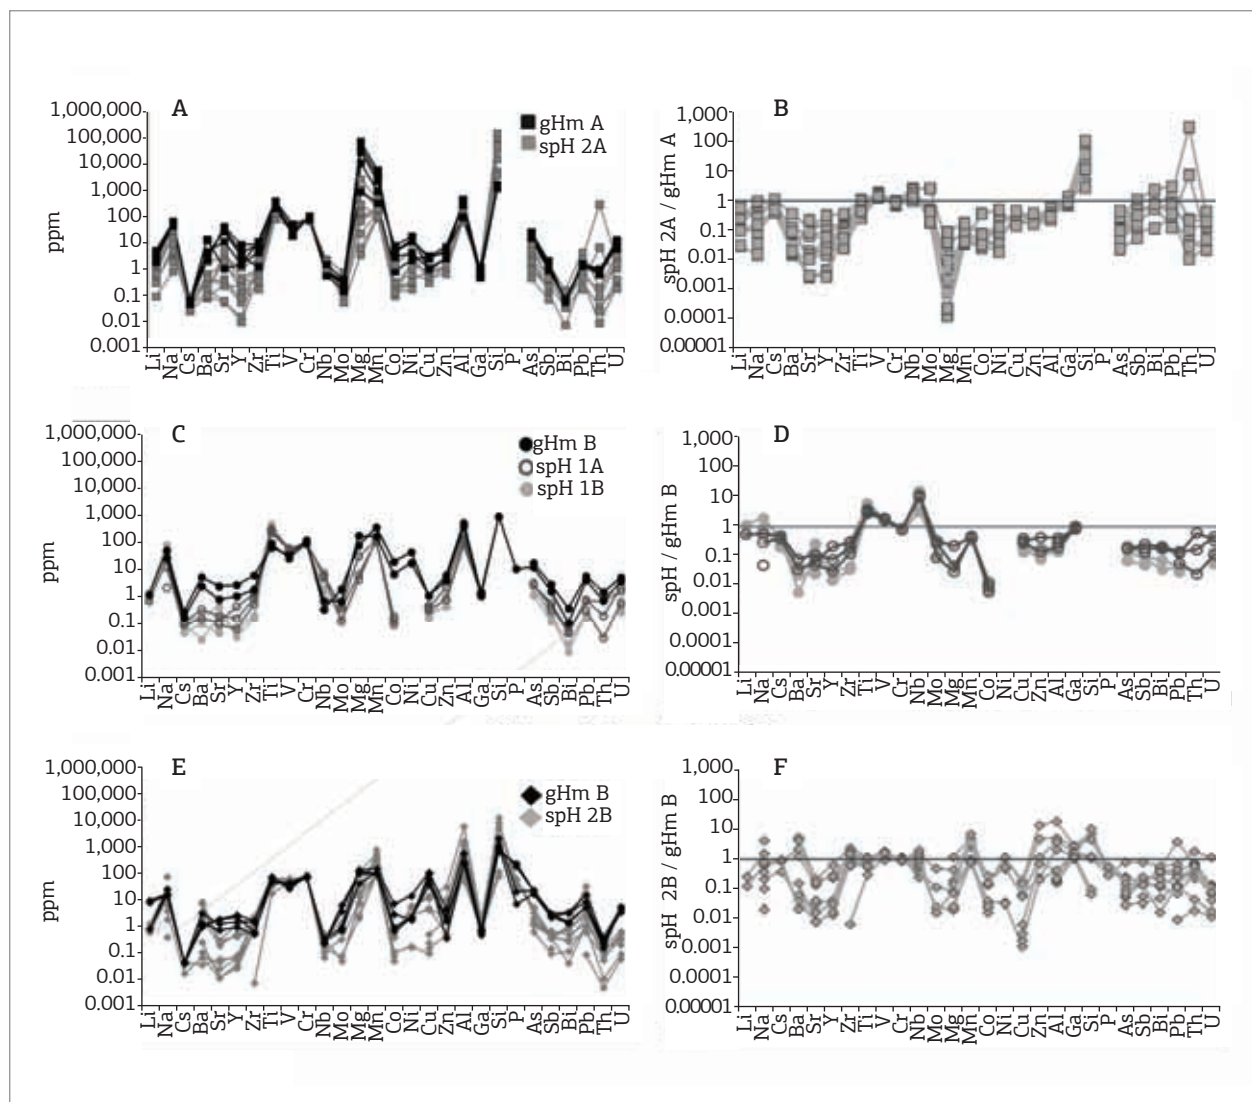 A
1,000,000
100,000
10,000
1,000
100
10
1
0.1
0.01
0.001
ppm
gHm A
spH 2A
Li Na Cs Ba Sr Y Zr Ti V Cr Nb Mo Mg Mn Co Ni Cu Zn Al Ga Si P As Sb Bi Pb Th U
B
1,000
100
10
1
0.1
0.01
0.001
0.0001
0.00001
spH 2A / gHm A
Li Na Cs Ba Sr Y Zr Ti V Cr Nb Mo Mg Mn Co Ni Cu Zn Al Ga Si P As Sb Bi Pb Th U
C
1,000,000
100,000
10,000
1,000
100
10
1
0.1
0.01
0.001
ppm
gHm B
spH 1A
spH 1B
Li Na Cs Ba Sr Y Zr Ti V Cr Nb Mo Mg Mn Co Ni Cu Zn Al Ga Si P As Sb Bi Pb Th U
D
1,000
100
10
1
0.1
0.01
0.001
0.0001
0.00001
spH / gHm B
Li Na Cs Ba Sr Y Zr Ti V Cr Nb Mo Mg Mn Co Ni Cu Zn Al Ga Si P As Sb Bi Pb Th U
E
1,000,000
100,000
10,000
1,000
100
10
1
0.1
0.01
0.001
ppm
gHm B
spH 2B
Li Na Cs Ba Sr Y Zr Ti V Cr Nb Mo Mg Mn Co Ni Cu Zn Al Ga Si P As Sb Bi Pb Th U
F
1,000
100
10
1
0.1
0.01
0.001
0.0001
0.00001
spH 2B / gHm B
Li Na Cs Ba Sr Y Zr Ti V Cr Nb Mo Mg Mn Co Ni Cu Zn Al Ga Si P As Sb Bi Pb Th U